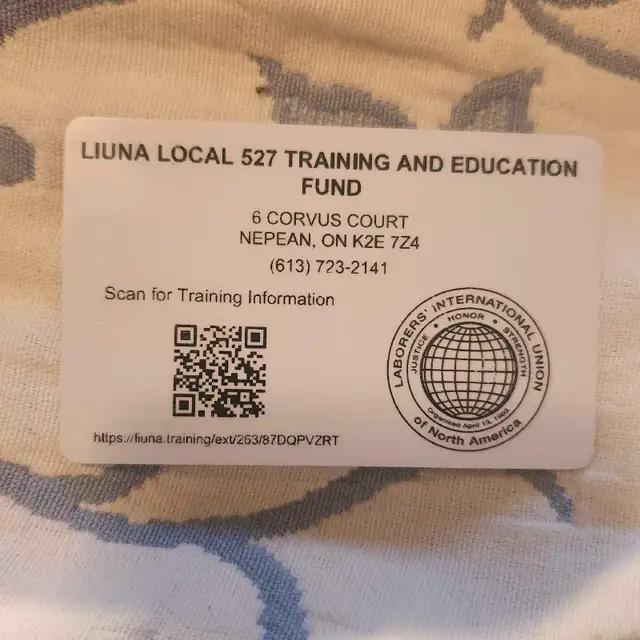 LIUNA LOCAL 527 TRAINING AND EDUCATION
FUND
6 CORVUS COURT
NEPEAN, ON K2E 7Z4
(613) 723-2141
Scan for Training Information
https://liuna.training/ext/263/87DQPVZRT
LABORERS' INTERNATIONAL UNION
of North America
JUSTICE • HONOR • STRENGTH
Organized April 13, 1903